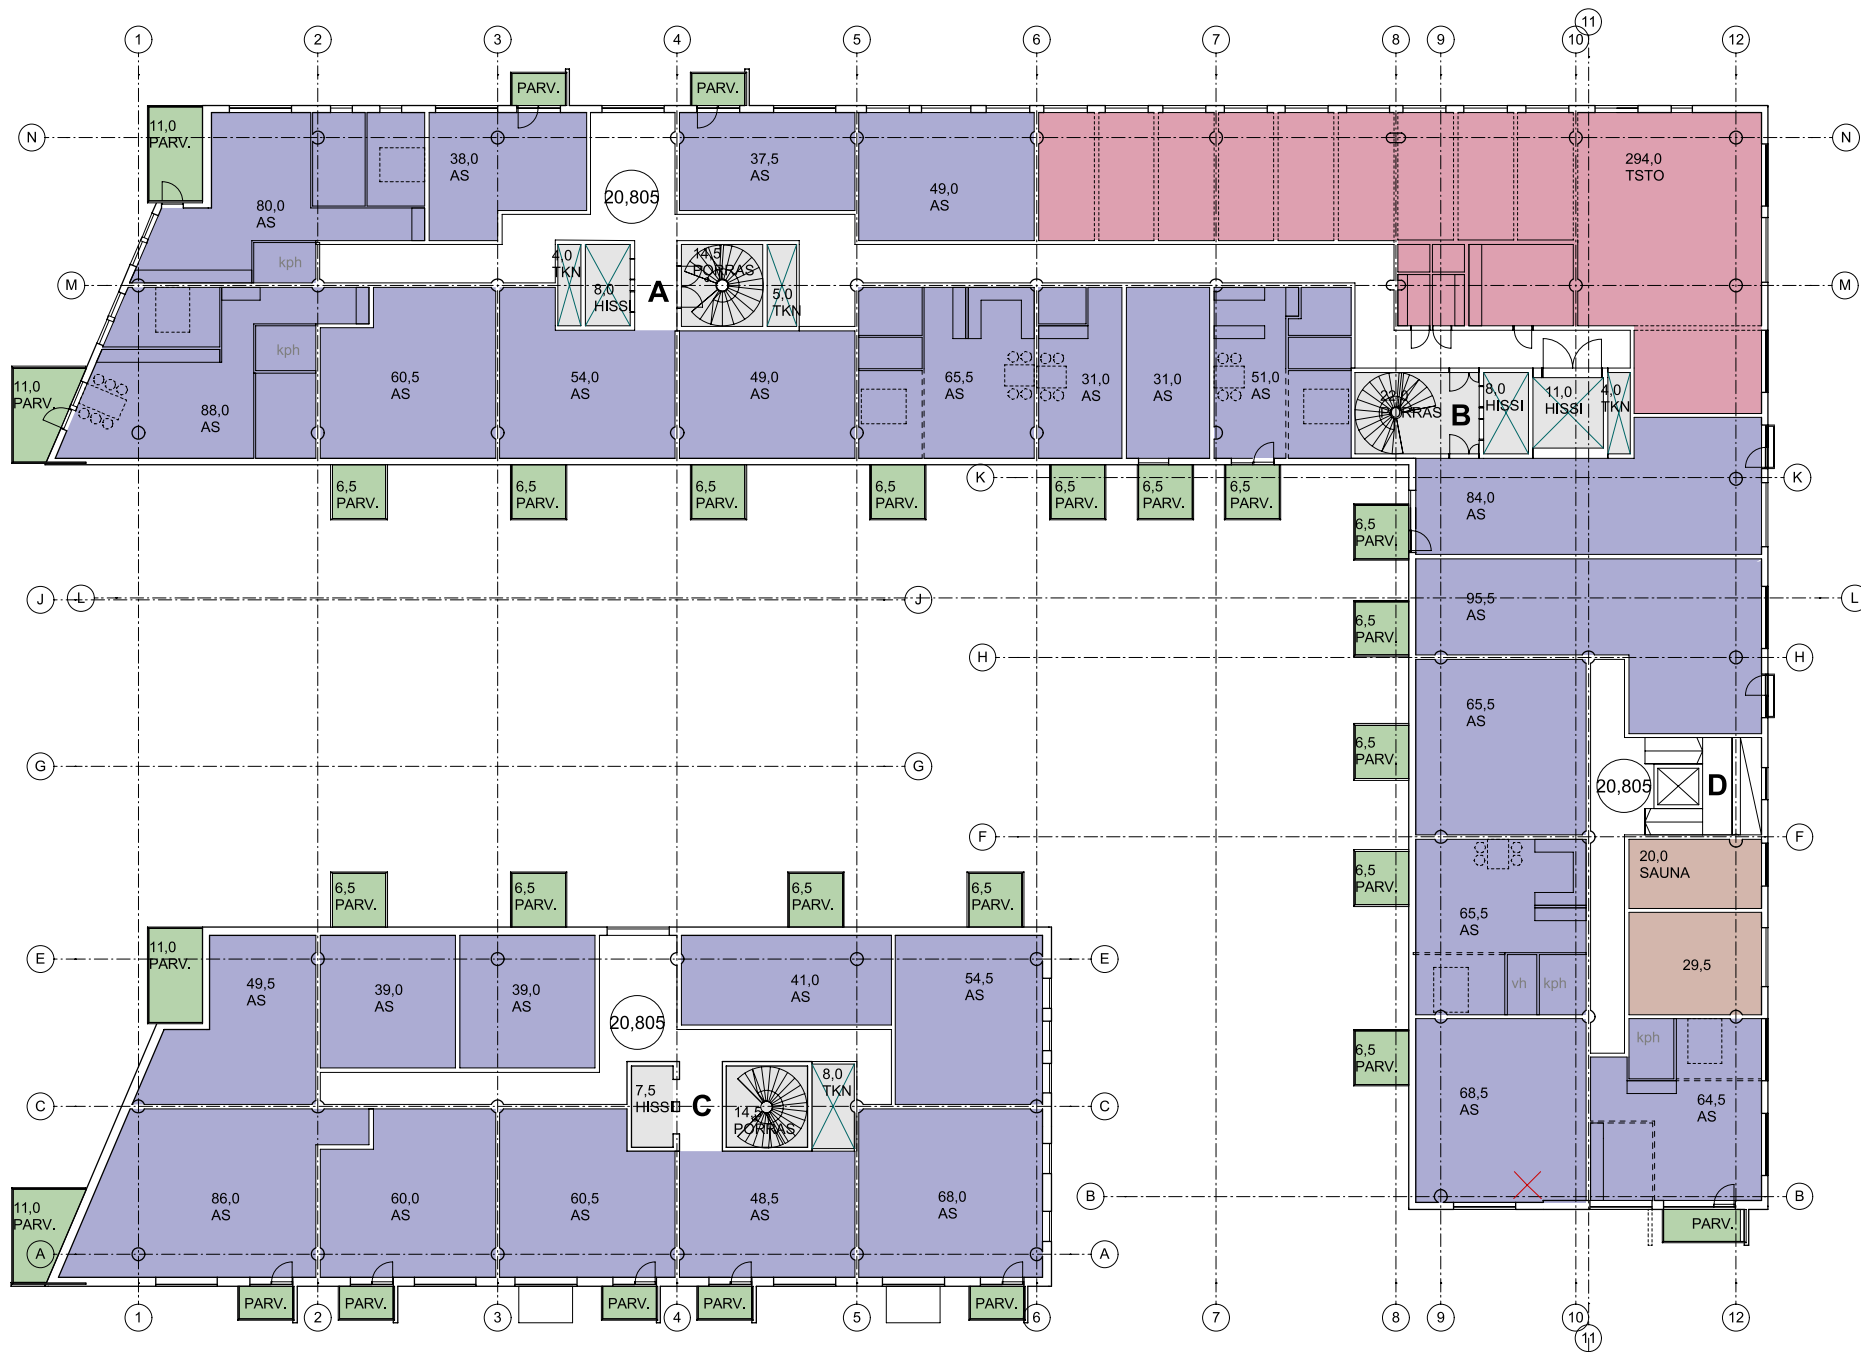 1 2 3 4 5 6 7 8 9 10 11 12
PARV. PARV.
11,0
PARV.
N N
38,0
AS
37,5
AS
294,0
TSTO
80,0
AS
20,805
49,0
AS
kph
4,0
TKN
8,0
HISSI
A
14,5
PORRAS
5,0
TKN
M M
kph
11,0
PARV.
88,0
AS
60,5
AS
54,0
AS
49,0
AS
65,5
AS
31,0
AS
31,0
AS
51,0
AS
22,0
PORRAS
B
8,0
HISSI
11,0
HISSI
4,0
TKN
6,5
PARV.
6,5
PARV.
6,5
PARV.
6,5
PARV.
K
6,5
PARV.
6,5
PARV.
6,5
PARV.
84,0
AS
K
6,5
PARV.
J L J
95,5
AS
L
6,5
PARV.
H H
65,5
AS
6,5
PARV.
G G
20,805
D
F F
6,5
PARV.
20,0
SAUNA
6,5
PARV.
6,5
PARV.
6,5
PARV.
6,5
PARV.
65,5
AS
11,0
PARV.
E E
49,5
AS
39,0
AS
39,0
AS
41,0
AS
54,5
AS
29,5
vh kph
20,805
kph
6,5
PARV.
7,5
HISSI
C
14,5
PORRAS
8,0
TKN
C C
68,5
AS
64,5
AS
11,0
PARV.
86,0
AS
60,0
AS
60,5
AS
48,5
AS
68,0
AS
B B
PARV.
A A
PARV. PARV. PARV. PARV. PARV.
1 2 3 4 5 6 7 8 9 10 11 12